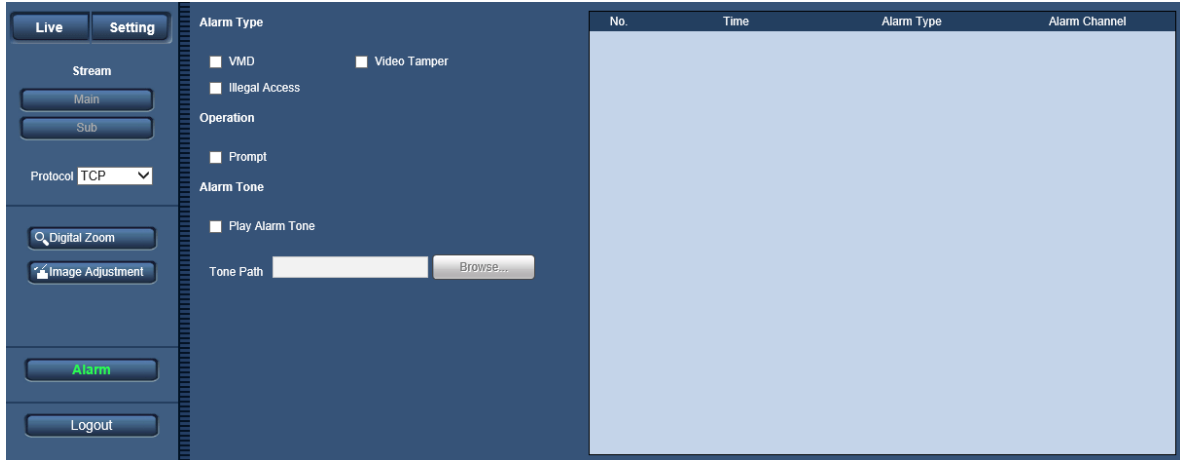 Live Setting
Stream
Main
Sub
Protocol TCP
Digital Zoom
Image Adjustment
Alarm
Logout
Alarm Type
VMD Video Tamper
Illegal Access
Operation
Prompt
Alarm Tone
Play Alarm Tone
Tone Path Browse...
No. Time Alarm Type Alarm Channel